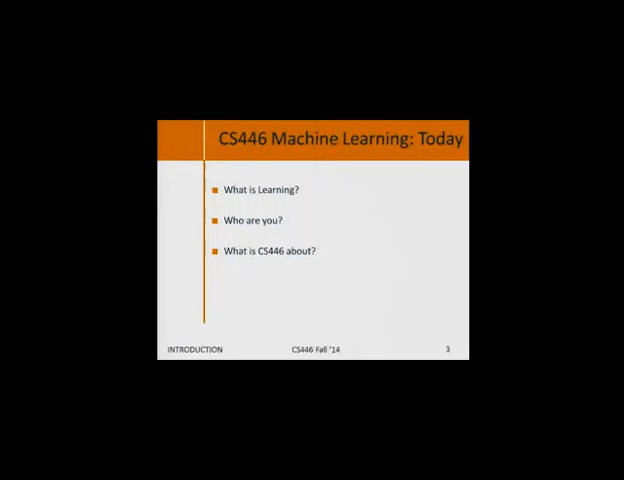 CS446 Machine Learning: Today
What is Learning?
Who are you?
What is CS446 about?
INTRODUCTION CS446 Fall '14 3